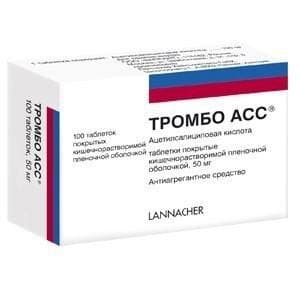 ТРОМБО АСС®
100 таблеток, 50 мг
100 таблеток
покрытых
кишечнорастворимой
пленочной оболочкой
ТРОМБО АСС®
Ацетилсалициловая кислота
таблетки покрытые
кишечнорастворимой пленочной
оболочкой, 50 мг
Антиагрегантное средство
LANNACHER